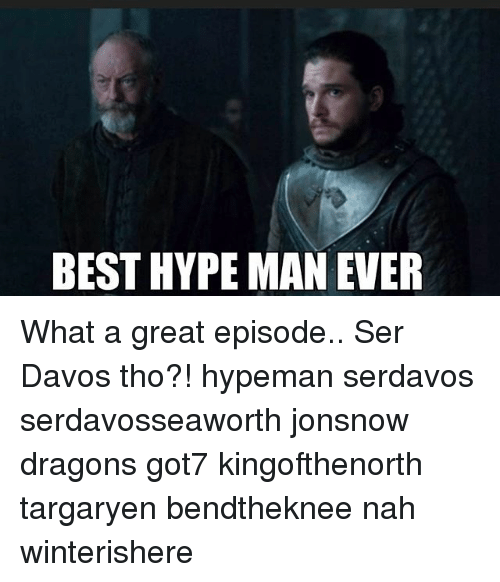 BEST HYPE MAN EVER
What a great episode.. Ser
Davos tho?! hypeman serdavos
serdavosseaworth jonsnow
dragons got7 kingofthenorth
targaryen bendtheknee nah
winterishere